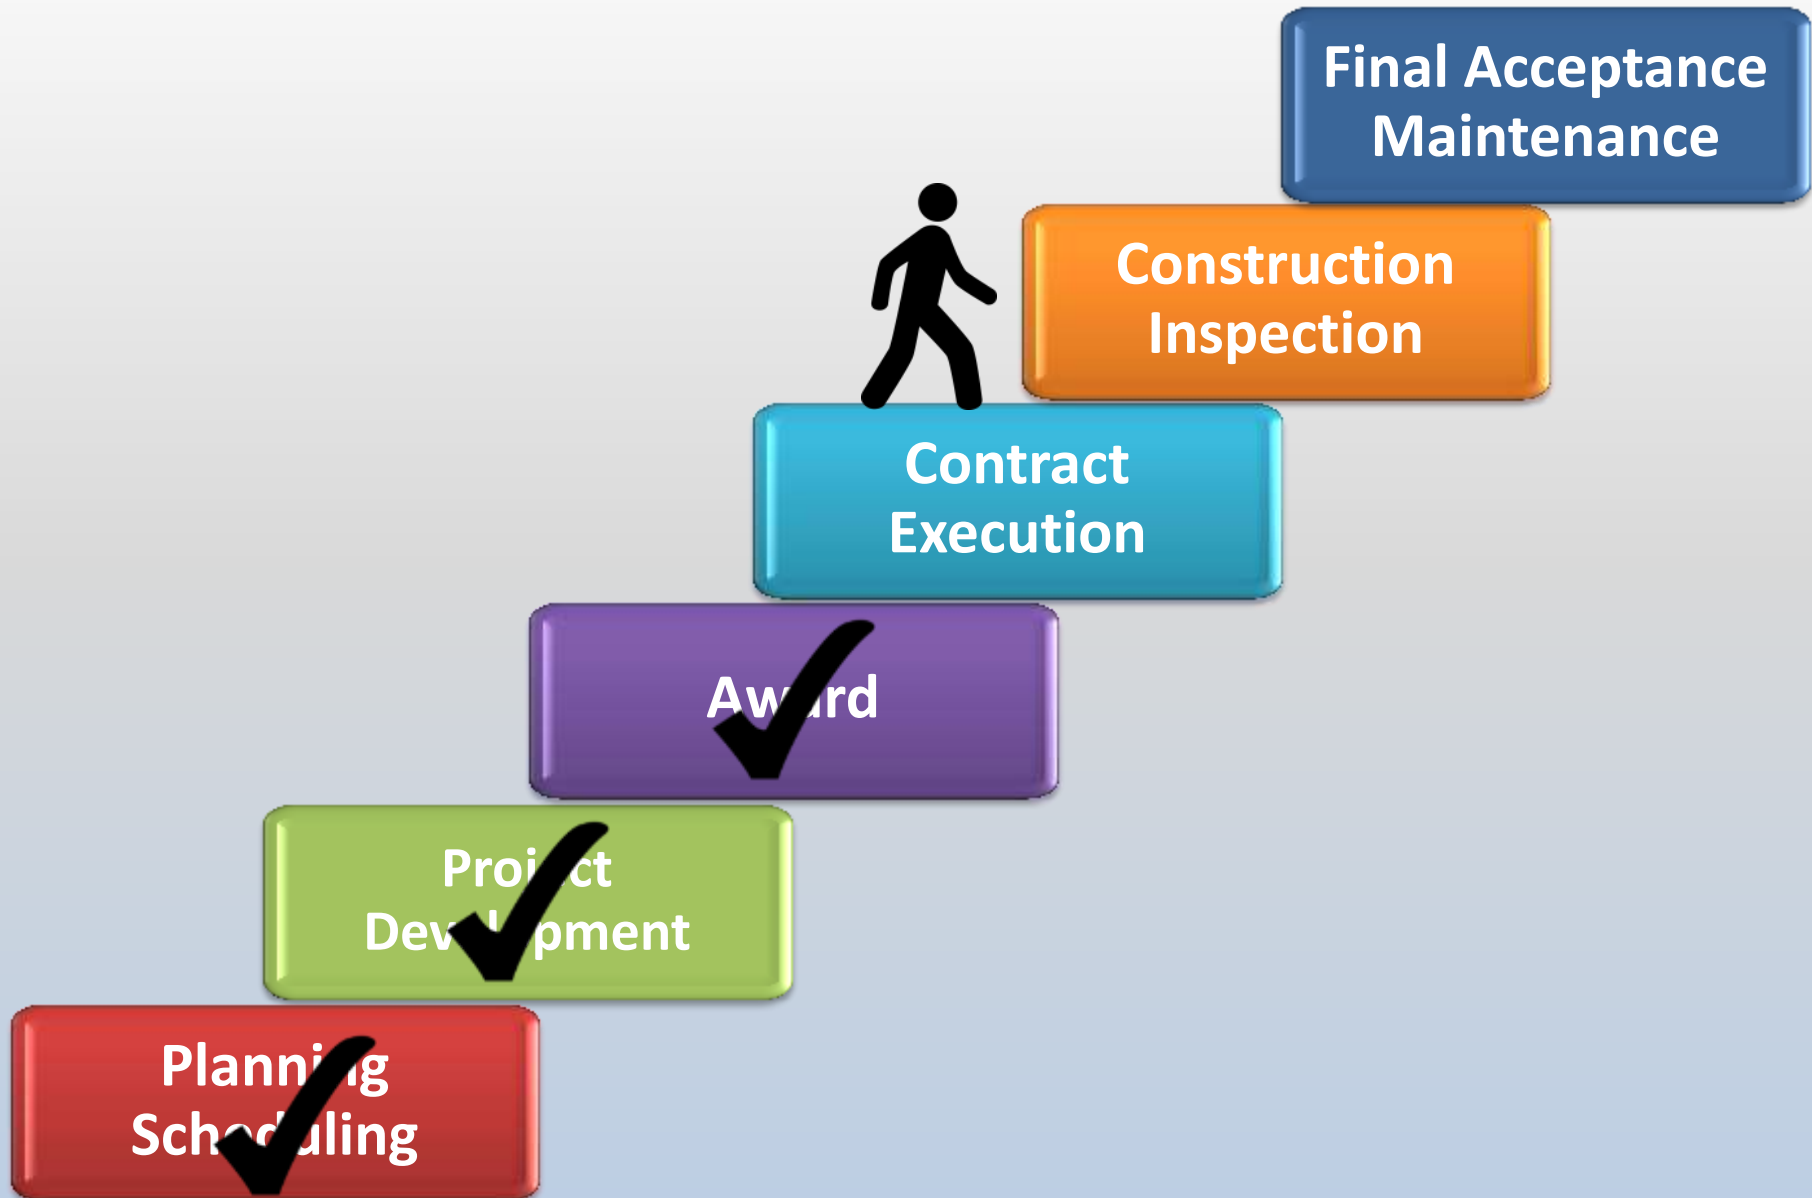 Final Acceptance
Maintenance
Construction
Inspection
Contract
Execution
Award
Project
Development
Planning
Scheduling